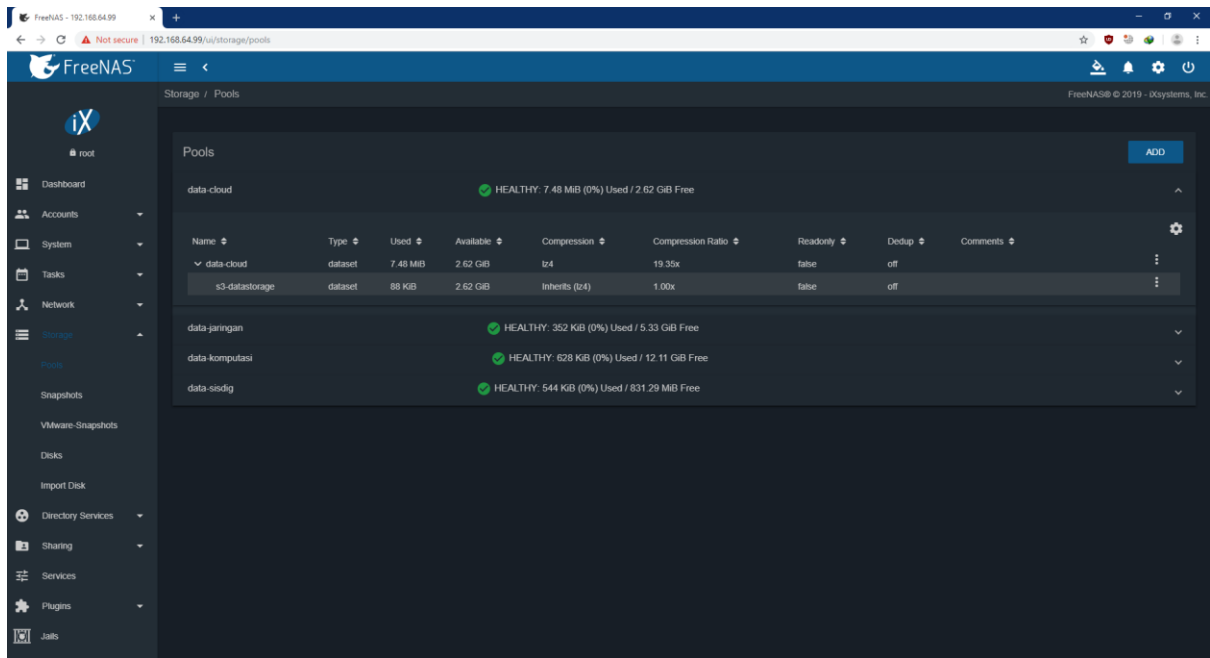 FreeNAS - 192.168.64.99
Not secure | 192.168.64.99/ui/storage/pools
FreeNAS
Storage / Pools
FreeNAS® © 2019 - iXsystems, Inc.
iX
root
Dashboard
Accounts
System
Tasks
Network
Storage
Pools
Snapshots
VMware-Snapshots
Disks
Import Disk
Directory Services
Sharing
Services
Plugins
Jails
Pools
ADD
data-cloud HEALTHY: 7.48 MiB (0%) Used / 2.62 GiB Free
Name Type Used Available Compression Compression Ratio Readonly Dedup Comments
data-cloud dataset 7.48 MiB 2.62 GiB lz4 19.35x false off
s3-datastorage dataset 88 KiB 2.62 GiB Inherits (lz4) 1.00x false off
data-jaringan HEALTHY: 352 KiB (0%) Used / 5.33 GiB Free
data-komputasi HEALTHY: 628 KiB (0%) Used / 12.11 GiB Free
data-sisdig HEALTHY: 544 KiB (0%) Used / 831.29 MiB Free